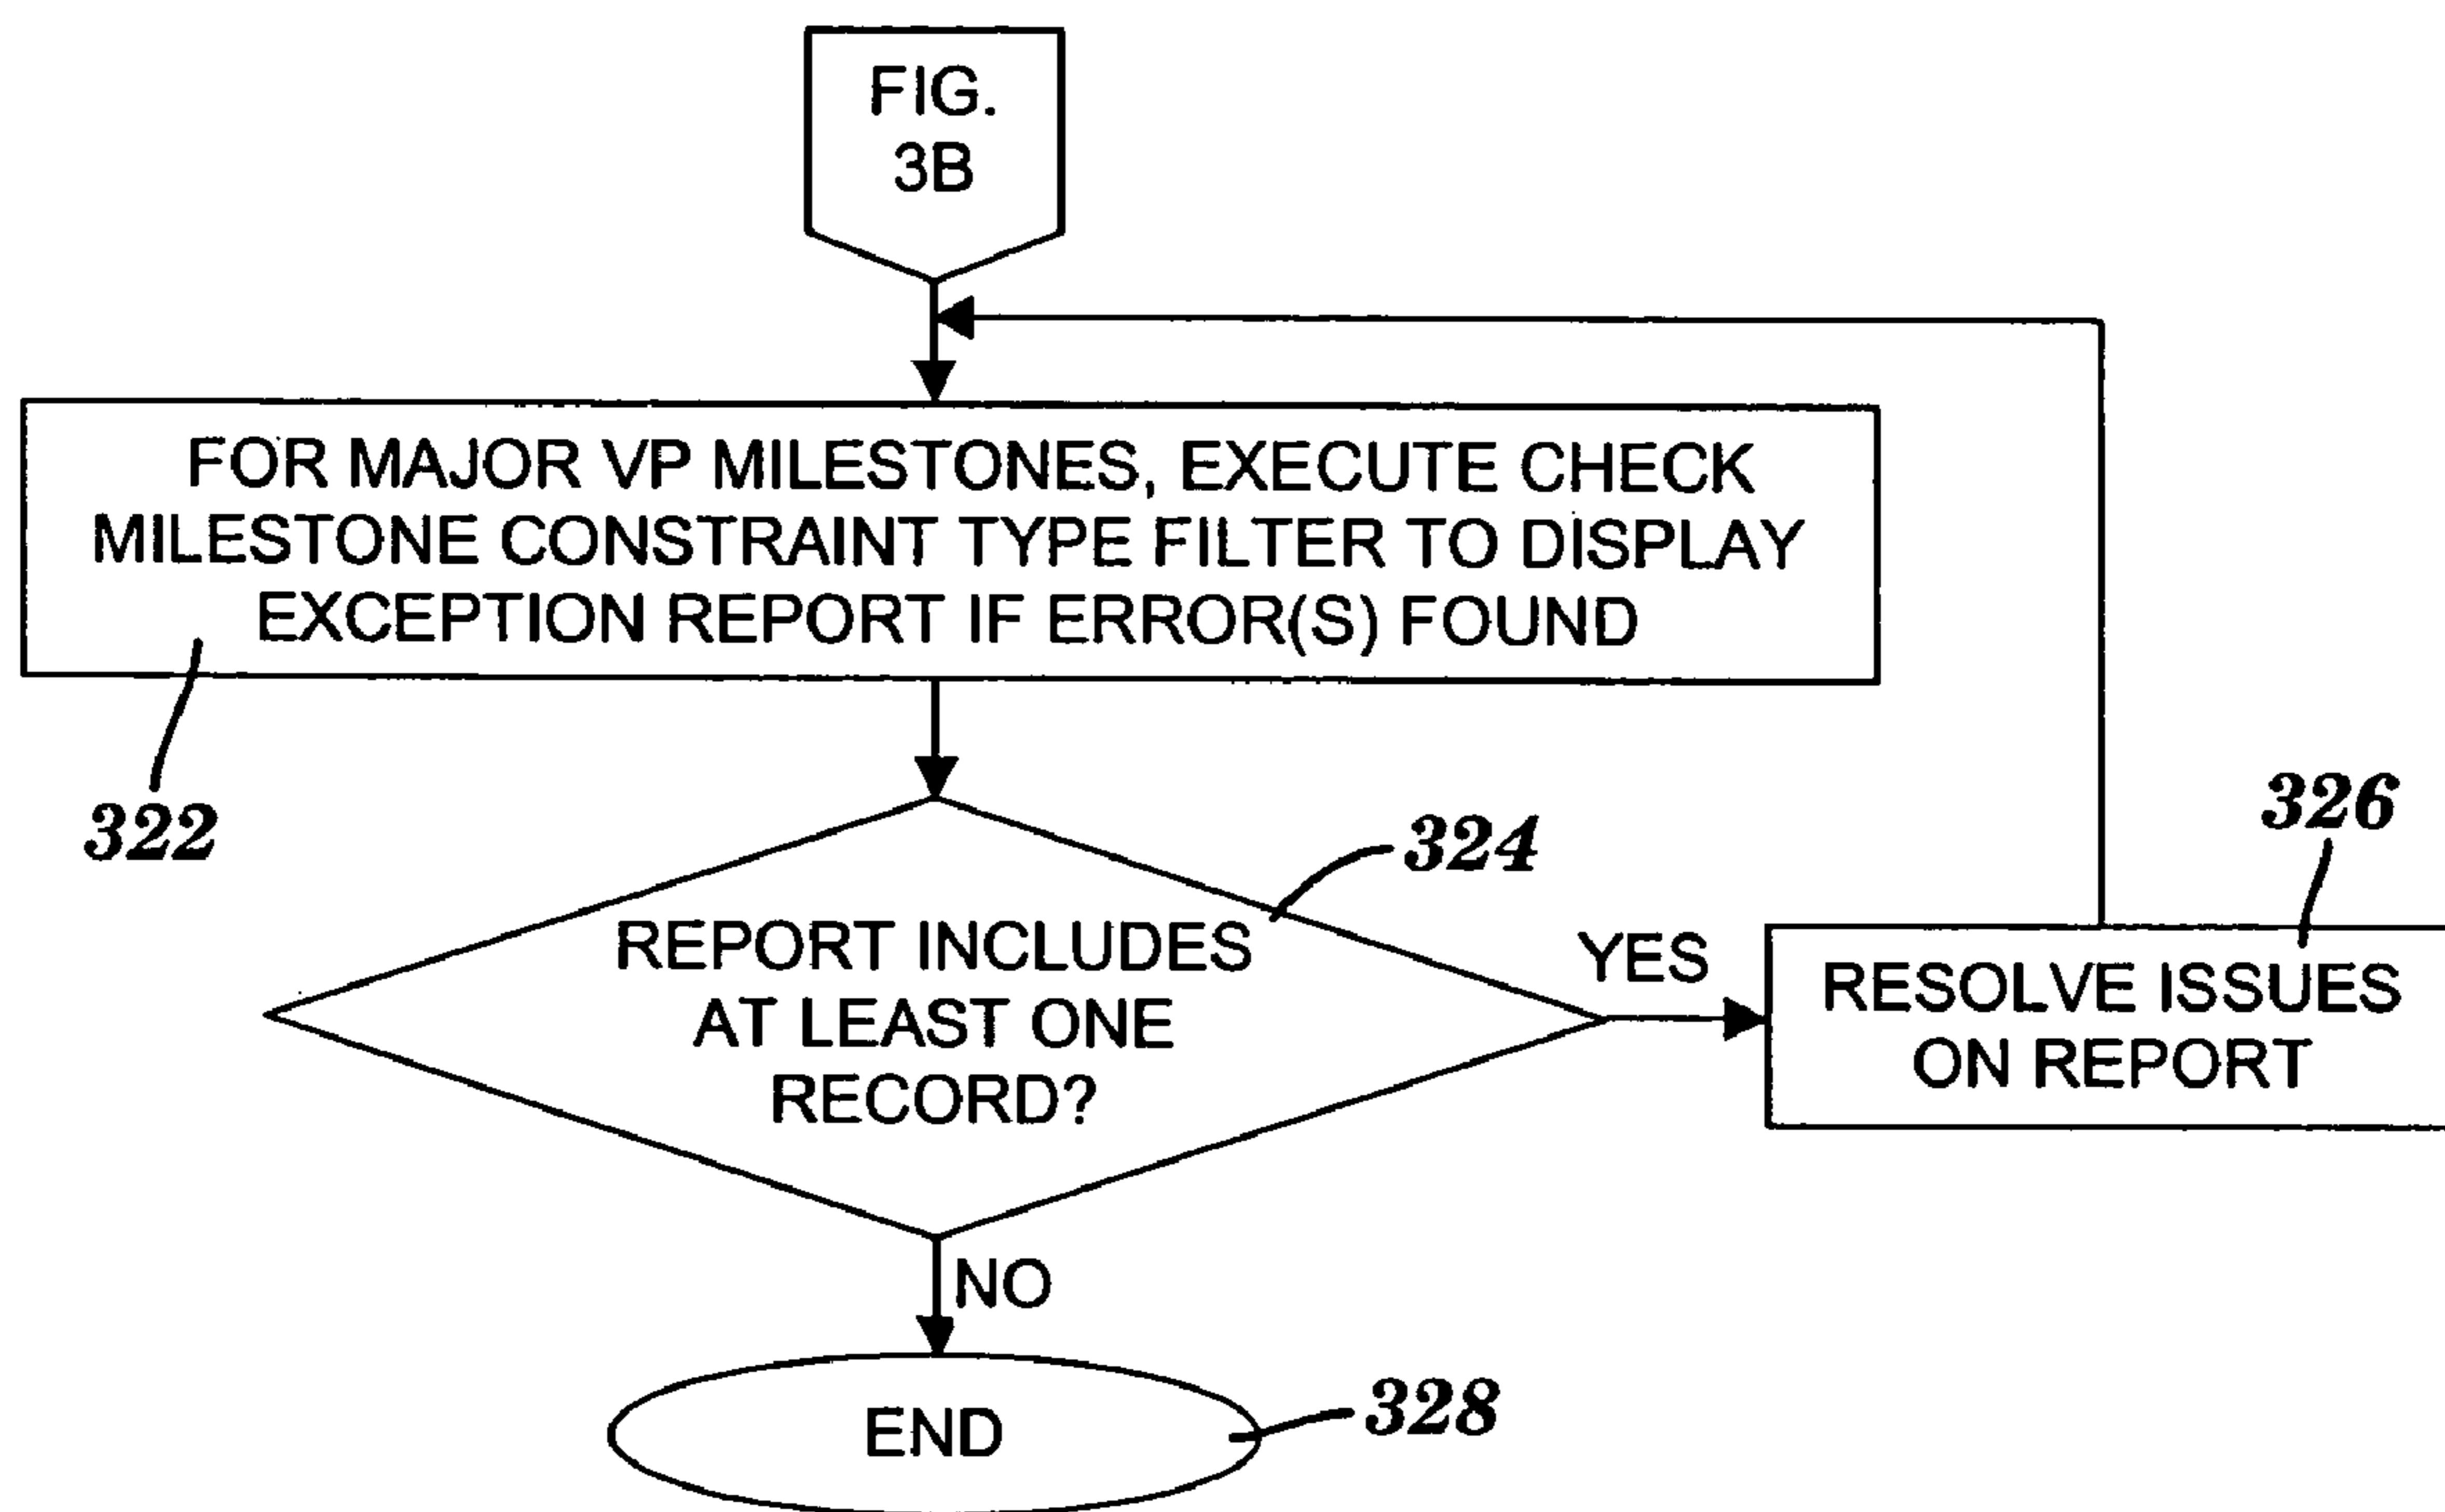 FIG.
3B
FOR MAJOR VP MILESTONES, EXECUTE CHECK
MILESTONE CONSTRAINT TYPE FILTER TO DISPLAY
EXCEPTION REPORT IF ERROR(S) FOUND
322
324
326
REPORT INCLUDES
AT LEAST ONE
RECORD?
YES
RESOLVE ISSUES
ON REPORT
NO
END
328